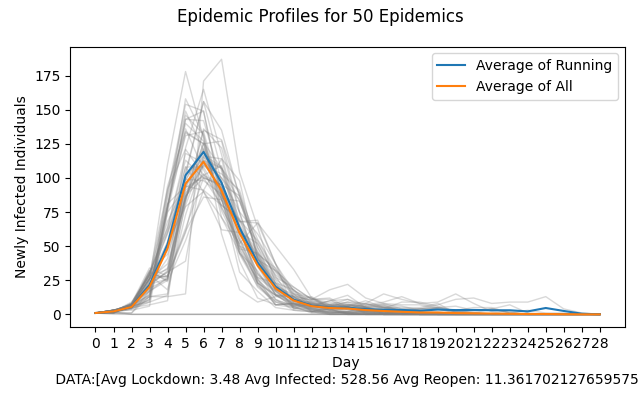 Epidemic Profiles for 50 Epidemics
Average of Running
Average of All
Newly Infected Individuals
175
150
125
100
75
50
25
0
0 1 2 3 4 5 6 7 8 9 10 11 12 13 14 15 16 17 18 19 20 21 22 23 24 25 26 27 28
Day
DATA:[Avg Lockdown: 3.48 Avg Infected: 528.56 Avg Reopen: 11.361702127659575